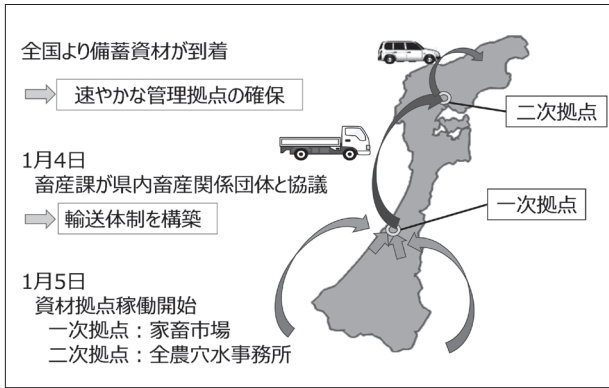 全国より備蓄資材が到着
速やかな管理拠点の確保
1月4日
畜産課が県内畜産関係団体と協議
輸送体制を構築
1月5日
資材拠点稼働開始
一次拠点：家畜市場
二次拠点：全農穴水事務所
二次拠点
一次拠点